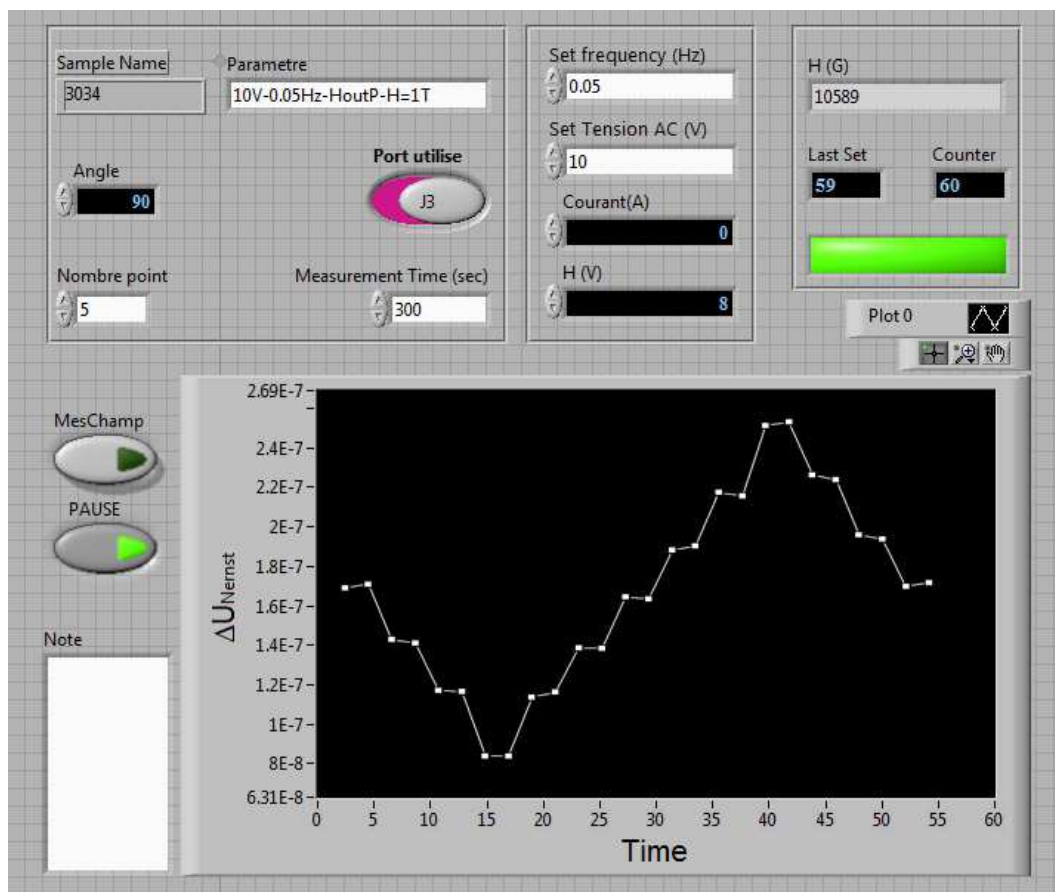 Sample Name
3034
Parametre
10V-0.05Hz-HoutP-H=1T
Angle
90
Port utilise
J3
Nombre point
5
Measurement Time (sec)
300
Set frequency (Hz)
0.05
Set Tension AC (V)
10
Courant(A)
0
H (V)
8
H (G)
10589
Last Set
59
Counter
60
Plot 0
MesChamp
PAUSE
Note
ΔUNernst
2.69E-7
2.4E-7
2.2E-7
2E-7
1.8E-7
1.6E-7
1.4E-7
1.2E-7
1E-7
8E-8
6.31E-8
0 5 10 15 20 25 30 35 40 45 50 55 60
Time